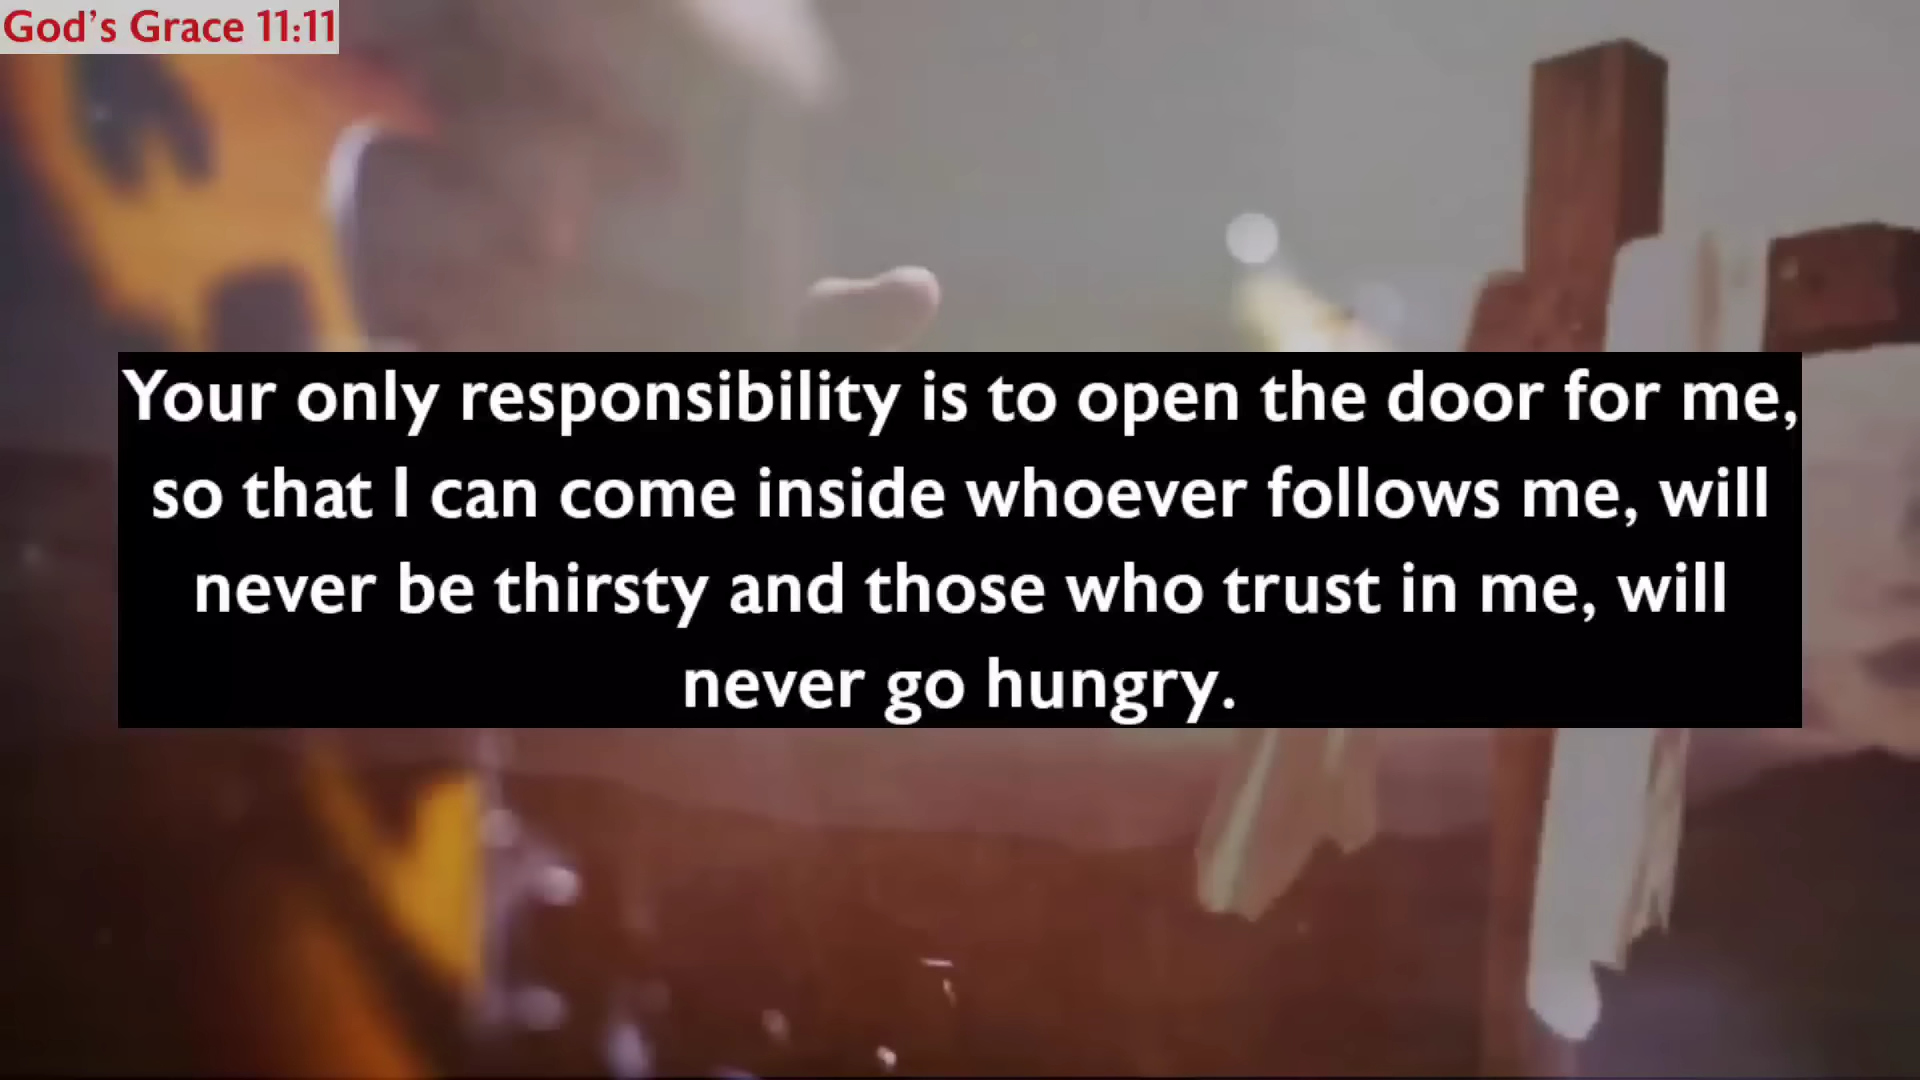 God's Grace 11:11
Your only responsibility is to open the door for me,
so that I can come inside whoever follows me, will
never be thirsty and those who trust in me, will
never go hungry.